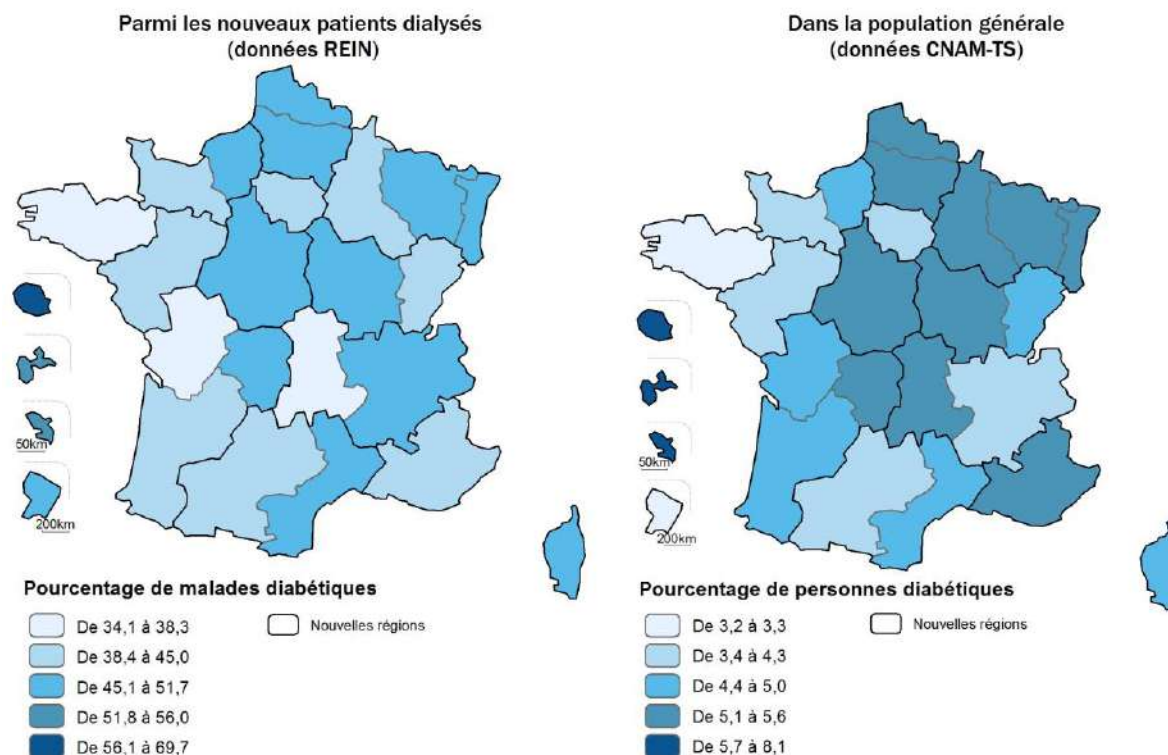 Parmi les nouveaux patients dialysés
(données REIN)
50km
200km
Pourcentage de malades diabétiques
De 34,1 à 38,3
Nouvelles régions
De 38,4 à 45,0
De 45,1 à 51,7
De 51,8 à 56,0
De 56,1 à 69,7
Dans la population générale
(données CNAM-TS)
50km
200km
Pourcentage de personnes diabétiques
De 3,2 à 3,3
Nouvelles régions
De 3,4 à 4,3
De 4,4 à 5,0
De 5,1 à 5,6
De 5,7 à 8,1